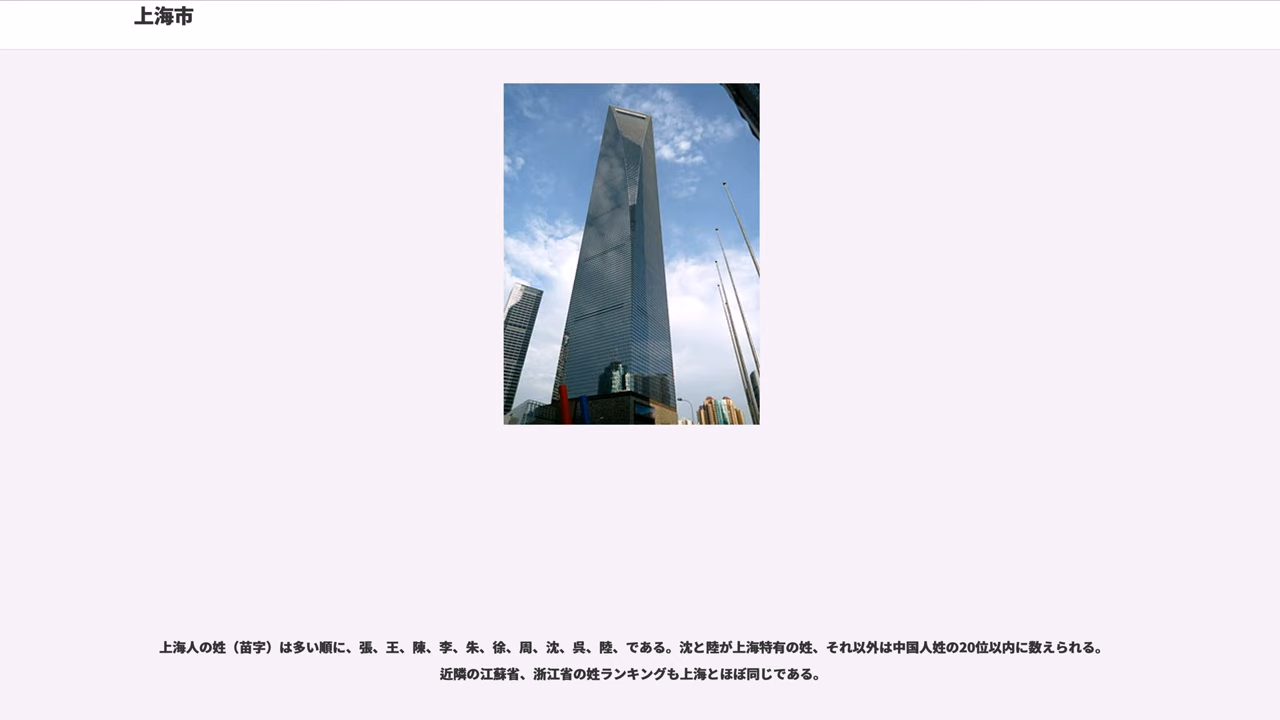 上海市
上海人の姓（苗字）は多い順に、張、王、陳、李、朱、徐、周、沈、呉、陸、である。沈と陸が上海特有の姓、それ以外は中国人姓の20位以内に数えられる。
近隣の江蘇省、浙江省の姓ランキングも上海とほぼ同じである。